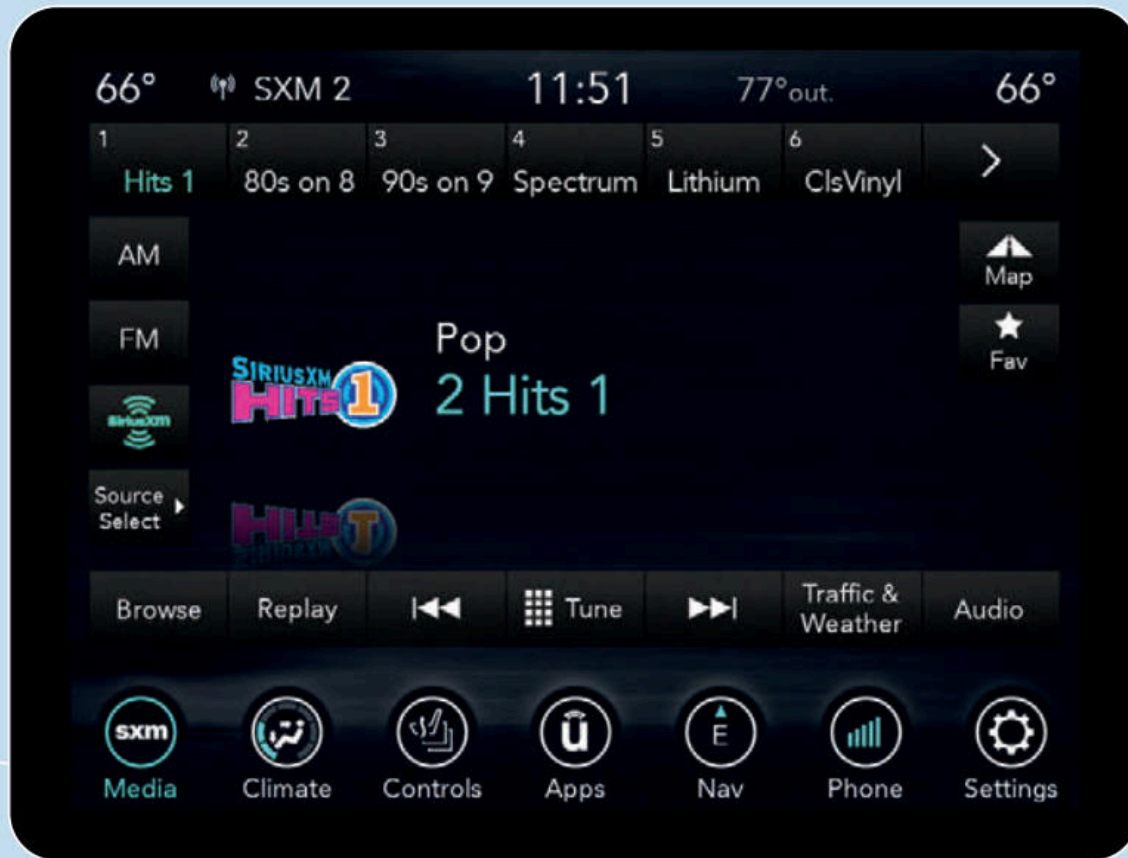 66° SXM 2 11:51 77°out. 66°
1 2 3 4 5 6
Hits 1 80s on 8 90s on 9 Spectrum Lithium ClsVinyl
AM
Map
FM
Fav
Pop
SIRIUSXM
HITS 1
2 Hits 1
SiriusXM
Source
Select
Browse Replay Tune Traffic &
Weather Audio
sxm ū E
Media Climate Controls Apps Nav Phone Settings